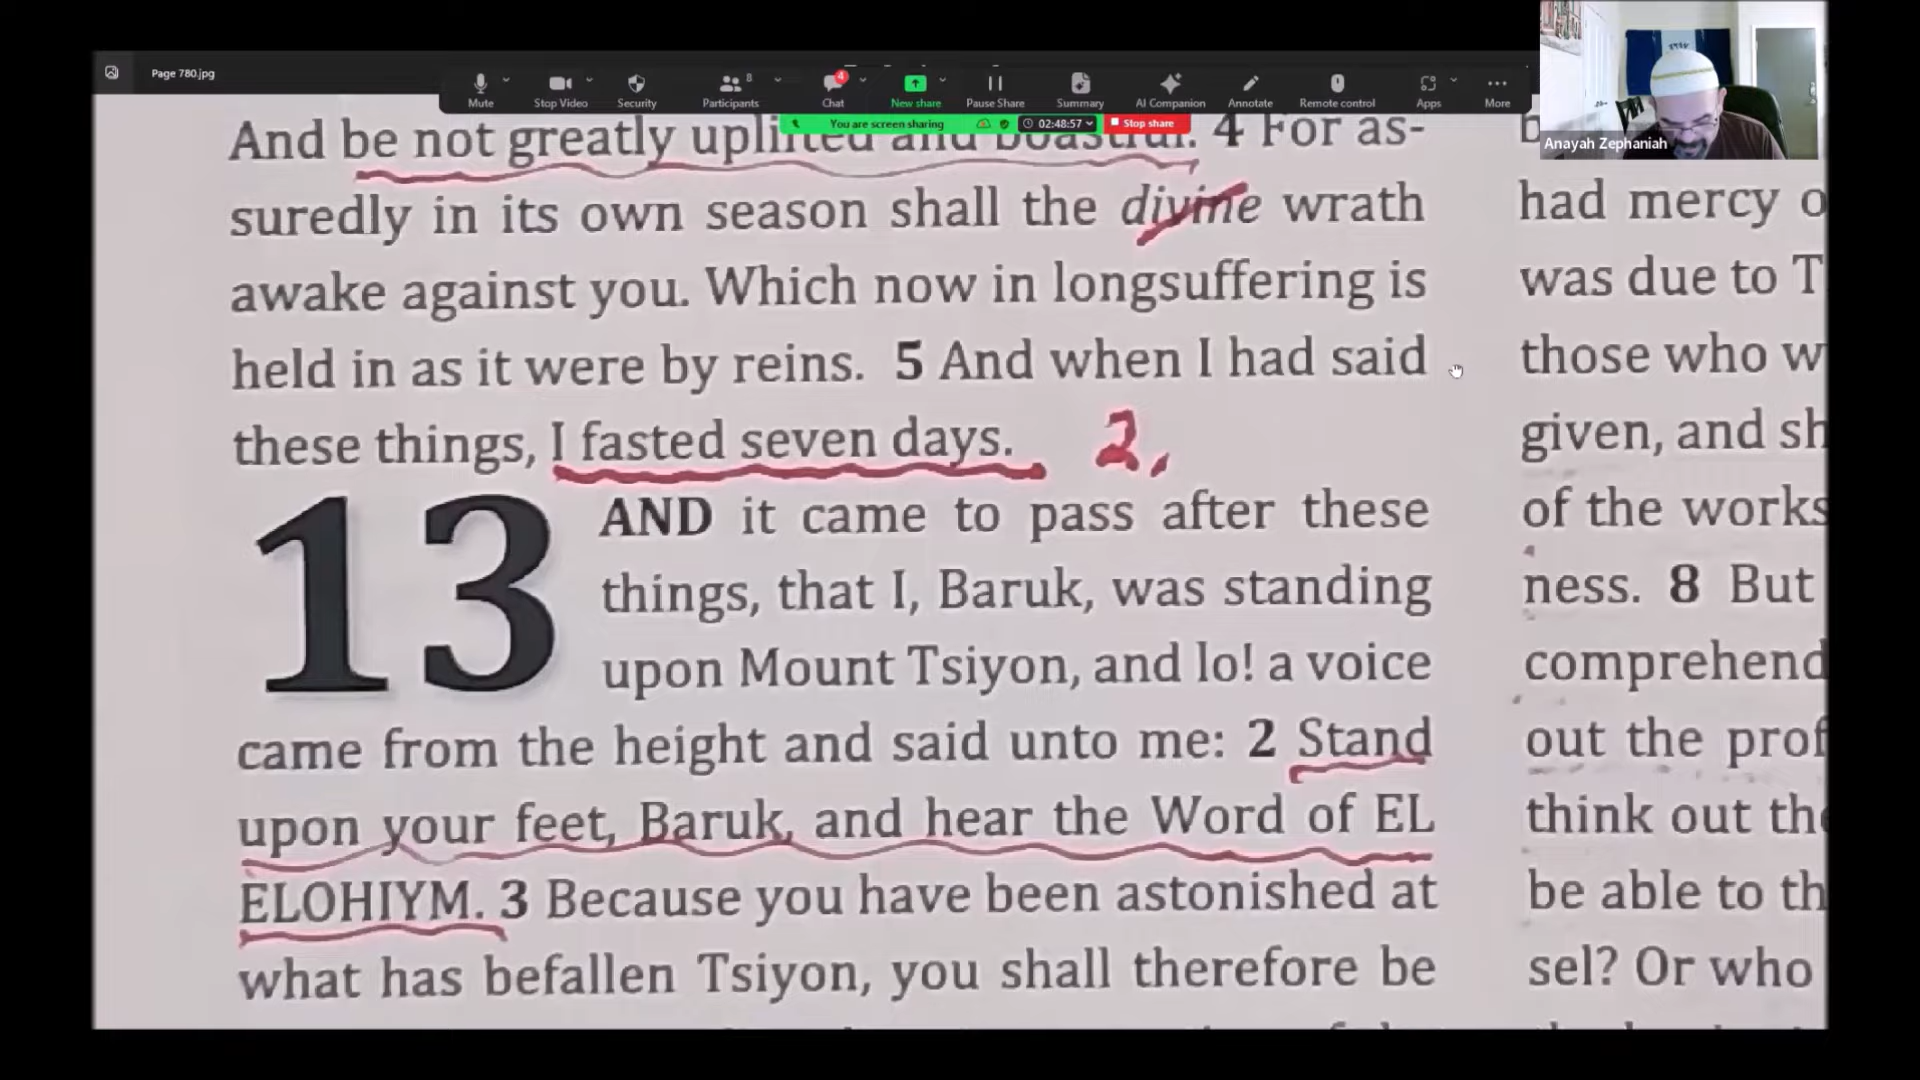 Page 780.jpg
Mute
Stop Video
Security
8
Participants
4
Chat
New share
Pause Share
Summary
AI Companion
Annotate
Remote control
Apps
More
You are screen sharing
02:48:57
Stop share
Anayah Zephaniah
And be not greatly uplifted and boastful. 4 For as-
suredly in its own season shall the divine wrath
awake against you. Which now in longsuffering is
held in as it were by reins. 5 And when I had said
these things, I fasted seven days. 2,
13 AND it came to pass after these
things, that I, Baruk, was standing
upon Mount Tsiyon, and lo! a voice
came from the height and said unto me: 2 Stand
upon your feet, Baruk, and hear the Word of EL
ELOHIYM. 3 Because you have been astonished at
what has befallen Tsiyon, you shall therefore be
had mercy o
was due to T
those who w
given, and sh
of the works
ness. 8 But
comprehend
out the prof
think out the
be able to th
sel? Or who